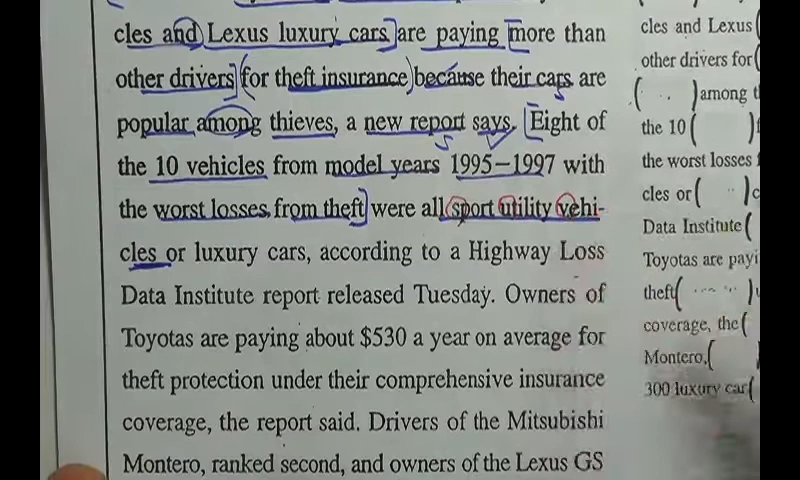 cles and Lexus luxury cars are paying more than
other drivers for theft insurance because their cars are
popular among thieves, a new report says. Eight of
the 10 vehicles from model years 1995–1997 with
the worst losses from theft were all sport utility vehi-
cles or luxury cars, according to a Highway Loss
Data Institute report released Tuesday. Owners of
Toyotas are paying about $530 a year on average for
theft protection under their comprehensive insurance
coverage, the report said. Drivers of the Mitsubishi
Montero, ranked second, and owners of the Lexus GS
cles and Lexus (
other drivers for (
( ) among
the 10 ( )
the worst losses
cles or ( )
Data Institute (
Toyotas are
theft ( )
coverage, the (
Montero, ( )
300 luxury car (